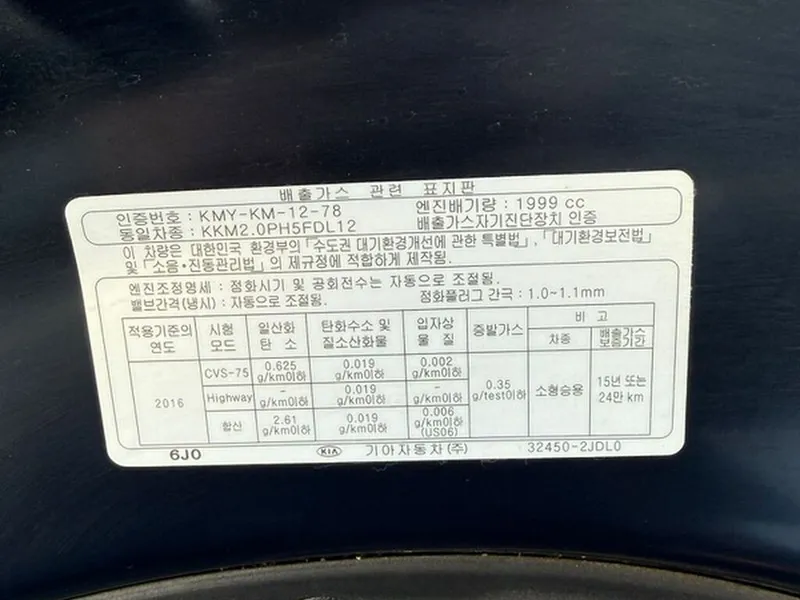 배출가스 관련 표지판
인증번호: KMY-KM-12-78 엔진배기량: 1999 cc
동일차종: KKM2.0PH5FDL12 배출가스자기진단장치 인증
이 차량은 대한민국 환경부의 「수도권 대기환경개선에 관한 특별법」, 「대기환경보전법」
및 「소음·진동관리법」의 제규정에 적합하게 제작됨.
엔진조정명세 : 점화시기 및 공회전수는 자동으로 조절됨.
밸브간격(냉시) : 자동으로 조절됨. 점화플러그 간극 : 1.0~1.1mm
적용기준의 연도 시험 모드 일산화 탄소 탄화수소 및 질소산화물 입자상 물질 증발가스 비고
차종 배출가스 보증기간
2016 CVS-75 0.625 g/km이하 0.019 g/km이하 0.002 g/km이하 0.35 g/test이하 소형승용 15년 또는 24만 km
Highway - g/km이하 0.019 g/km이하 - g/km이하
합산 2.61 g/km이하 0.019 g/km이하 0.006 g/km이하 (US06)
6J0 KIA 기아자동차(주) 32450-2JDL0